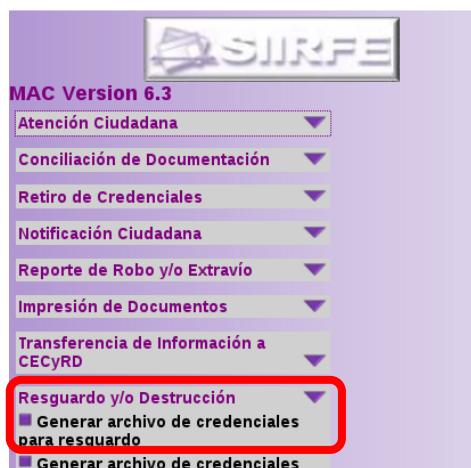 SIIRFE
MAC Version 6.3
Atención Ciudadana
Conciliación de Documentación
Retiro de Credenciales
Notificación Ciudadana
Reporte de Robo y/o Extravío
Impresión de Documentos
Transferencia de Información a
CECyRD
Resguardo y/o Destrucción
Generar archivo de credenciales
para resguardo
Generar archivo de credenciales